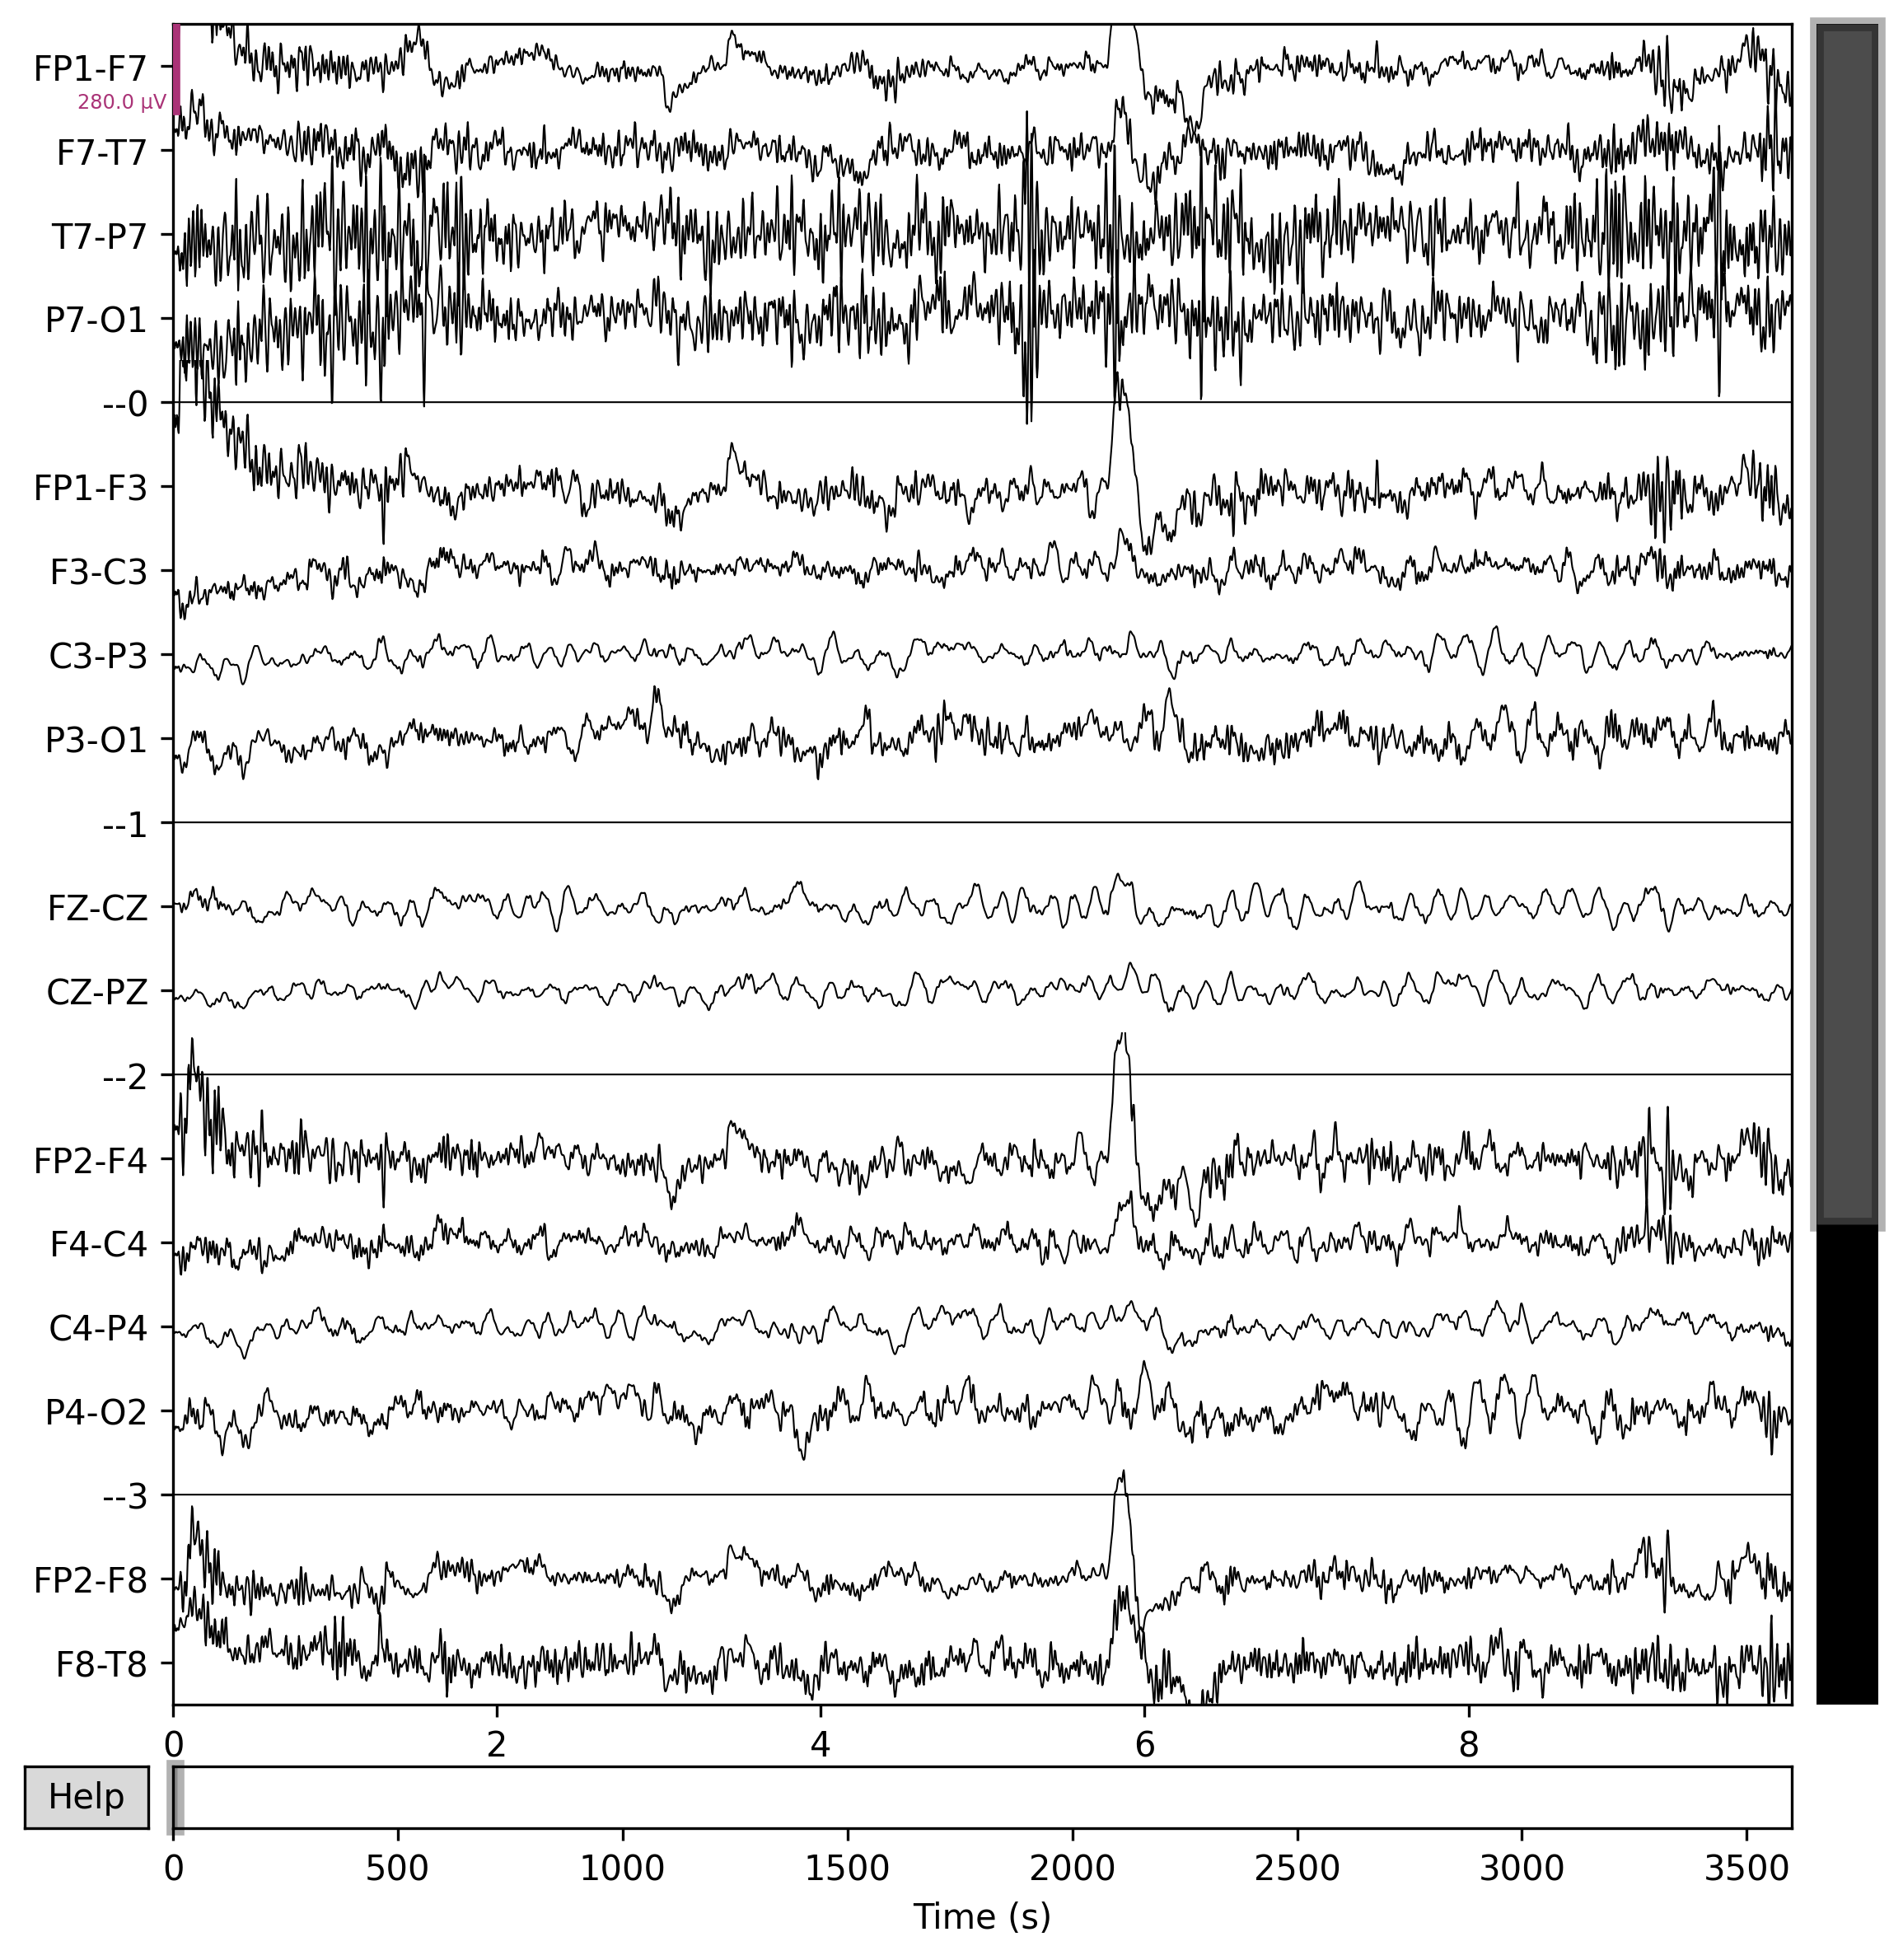 FP1-F7
280.0 µV
F7-T7
T7-P7
P7-O1
--0
FP1-F3
F3-C3
C3-P3
P3-O1
--1
FZ-CZ
CZ-PZ
--2
FP2-F4
F4-C4
C4-P4
P4-O2
--3
FP2-F8
F8-T8
0 2 4 6 8
Help
0 500 1000 1500 2000 2500 3000 3500
Time (s)